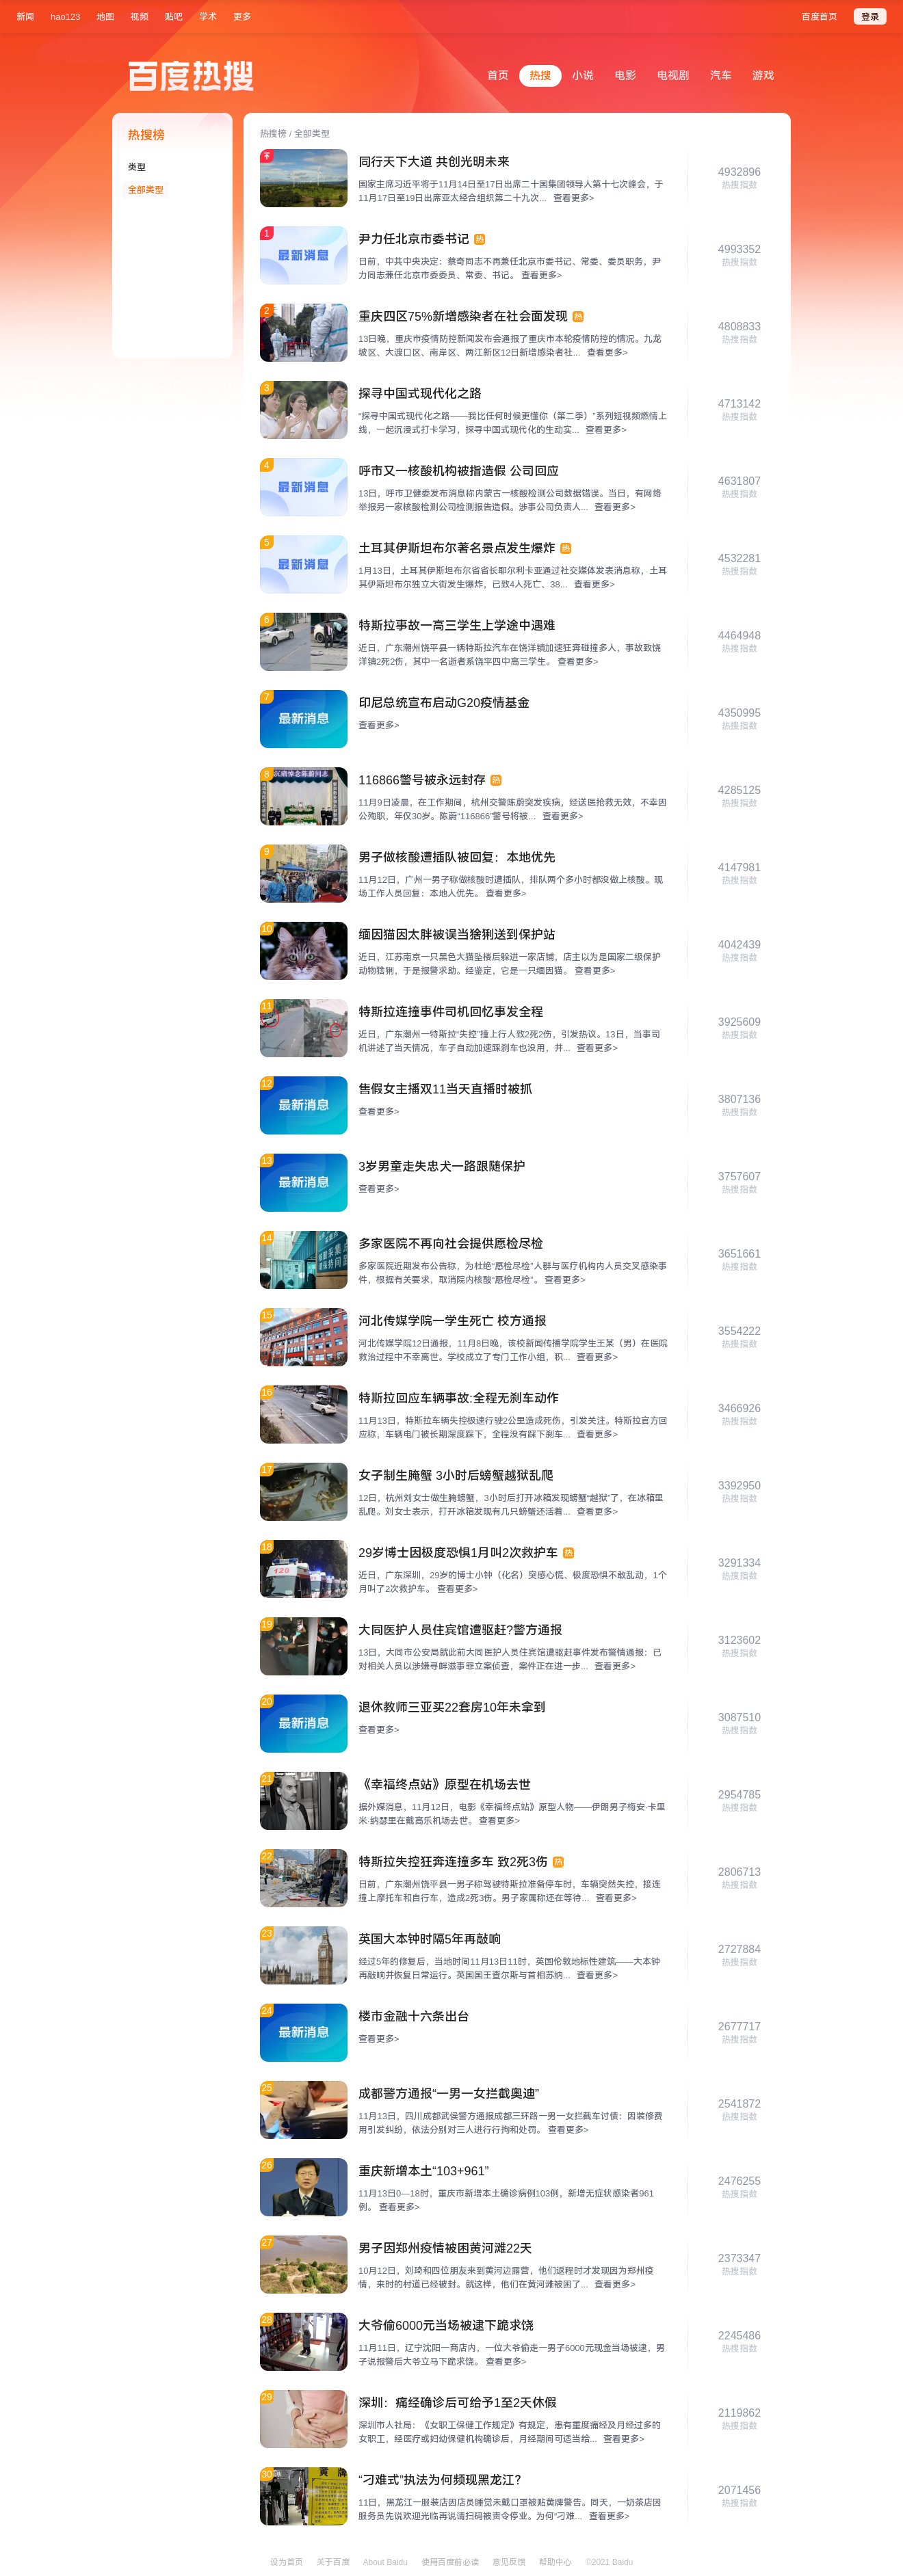 新闻 hao123 地图 视频 贴吧 学术 更多
百度首页 登录
百度热搜
首页 热搜 小说 电影 电视剧 汽车 游戏
热搜榜
类型
全部类型
热搜榜 / 全部类型
同行天下大道 共创光明未来
国家主席习近平将于11月14日至17日出席二十国集团领导人第十七次峰会，于
11月17日至19日出席亚太经合组织第二十九次... 查看更多>
4932896
热搜指数
1
最新消息
尹力任北京市委书记 热
日前，中共中央决定：蔡奇同志不再兼任北京市委书记、常委、委员职务，尹
力同志兼任北京市委委员、常委、书记。 查看更多>
4993352
热搜指数
2
重庆四区75%新增感染者在社会面发现 热
13日晚，重庆市疫情防控新闻发布会通报了重庆市本轮疫情防控的情况。九龙
坡区、大渡口区、南岸区、两江新区12日新增感染者社... 查看更多>
4808833
热搜指数
3
探寻中国式现代化之路
“探寻中国式现代化之路——我比任何时候更懂你（第二季）”系列短视频燃情上
线，一起沉浸式打卡学习，探寻中国式现代化的生动实... 查看更多>
4713142
热搜指数
4
最新消息
呼市又一核酸机构被指造假 公司回应
13日，呼市卫健委发布消息称内蒙古一核酸检测公司数据错误。当日，有网络
举报另一家核酸检测公司检测报告造假。涉事公司负责人... 查看更多>
4631807
热搜指数
5
最新消息
土耳其伊斯坦布尔著名景点发生爆炸 热
1月13日，土耳其伊斯坦布尔省省长耶尔利卡亚通过社交媒体发表消息称，土耳
其伊斯坦布尔独立大街发生爆炸，已致4人死亡、38... 查看更多>
4532281
热搜指数
6
特斯拉事故一高三学生上学途中遇难
近日，广东潮州饶平县一辆特斯拉汽车在饶洋镇加速狂奔碰撞多人，事故致饶
洋镇2死2伤，其中一名逝者系饶平四中高三学生。 查看更多>
4464948
热搜指数
7
最新消息
印尼总统宣布启动G20疫情基金
查看更多>
4350995
热搜指数
8
沉痛悼念陈蔚同志
116866警号被永远封存 热
11月9日凌晨，在工作期间，杭州交警陈蔚突发疾病，经送医抢救无效，不幸因
公殉职，年仅30岁。陈蔚“116866”警号将被... 查看更多>
4285125
热搜指数
9
男子做核酸遭插队被回复：本地优先
11月12日，广州一男子称做核酸时遭插队，排队两个多小时都没做上核酸。现
场工作人员回复：本地人优先。 查看更多>
4147981
热搜指数
10
缅因猫因太胖被误当猞猁送到保护站
近日，江苏南京一只黑色大猫坠楼后躲进一家店铺，店主以为是国家二级保护
动物猞猁，于是报警求助。经鉴定，它是一只缅因猫。 查看更多>
4042439
热搜指数
11
特斯拉连撞事件司机回忆事发全程
近日，广东潮州一特斯拉“失控”撞上行人致2死2伤，引发热议。13日，当事司
机讲述了当天情况，车子自动加速踩刹车也没用，并... 查看更多>
3925609
热搜指数
12
最新消息
售假女主播双11当天直播时被抓
查看更多>
3807136
热搜指数
13
最新消息
3岁男童走失忠犬一路跟随保护
查看更多>
3757607
热搜指数
14
多家医院不再向社会提供愿检尽检
多家医院近期发布公告称，为杜绝“愿检尽检”人群与医疗机构内人员交叉感染事
件，根据有关要求，取消院内核酸“愿检尽检”。 查看更多>
3651661
热搜指数
15
河北传媒学院一学生死亡 校方通报
河北传媒学院12日通报，11月8日晚，该校新闻传播学院学生王某（男）在医院
救治过程中不幸离世。学校成立了专门工作小组，积... 查看更多>
3554222
热搜指数
16
特斯拉回应车辆事故:全程无刹车动作
11月13日，特斯拉车辆失控极速行驶2公里造成死伤，引发关注。特斯拉官方回
应称，车辆电门被长期深度踩下，全程没有踩下刹车... 查看更多>
3466926
热搜指数
17
女子制生腌蟹 3小时后螃蟹越狱乱爬
12日，杭州刘女士做生腌螃蟹，3小时后打开冰箱发现螃蟹“越狱”了，在冰箱里
乱爬。刘女士表示，打开冰箱发现有几只螃蟹还活着... 查看更多>
3392950
热搜指数
18
120
29岁博士因极度恐惧1月叫2次救护车 热
近日，广东深圳，29岁的博士小钟（化名）突感心慌、极度恐惧不敢乱动，1个
月叫了2次救护车。 查看更多>
3291334
热搜指数
19
大同医护人员住宾馆遭驱赶?警方通报
13日，大同市公安局就此前大同医护人员住宾馆遭驱赶事件发布警情通报：已
对相关人员以涉嫌寻衅滋事罪立案侦查，案件正在进一步... 查看更多>
3123602
热搜指数
20
最新消息
退休教师三亚买22套房10年未拿到
查看更多>
3087510
热搜指数
21
《幸福终点站》原型在机场去世
据外媒消息，11月12日，电影《幸福终点站》原型人物——伊朗男子梅安·卡里
米·纳瑟里在戴高乐机场去世。 查看更多>
2954785
热搜指数
22
特斯拉失控狂奔连撞多车 致2死3伤 热
日前，广东潮州饶平县一男子称驾驶特斯拉准备停车时，车辆突然失控，接连
撞上摩托车和自行车，造成2死3伤。男子家属称还在等待... 查看更多>
2806713
热搜指数
23
英国大本钟时隔5年再敲响
经过5年的修复后，当地时间11月13日11时，英国伦敦地标性建筑——大本钟
再敲响并恢复日常运行。英国国王查尔斯与首相苏纳... 查看更多>
2727884
热搜指数
24
最新消息
楼市金融十六条出台
查看更多>
2677717
热搜指数
25
成都警方通报“一男一女拦截奥迪”
11月13日，四川成都武侯警方通报成都三环路一男一女拦截车讨债：因装修费
用引发纠纷，依法分别对三人进行行拘和处罚。 查看更多>
2541872
热搜指数
26
重庆新增本土“103+961”
11月13日0—18时，重庆市新增本土确诊病例103例，新增无症状感染者961
例。 查看更多>
2476255
热搜指数
27
男子因郑州疫情被困黄河滩22天
10月12日，刘琦和四位朋友来到黄河边露营，他们返程时才发现因为郑州疫
情，来时的村道已经被封。就这样，他们在黄河滩被困了... 查看更多>
2373347
热搜指数
28
大爷偷6000元当场被逮下跪求饶
11月11日，辽宁沈阳一商店内，一位大爷偷走一男子6000元现金当场被逮，男
子说报警后大爷立马下跪求饶。 查看更多>
2245486
热搜指数
29
深圳：痛经确诊后可给予1至2天休假
深圳市人社局：《女职工保健工作规定》有规定，患有重度痛经及月经过多的
女职工，经医疗或妇幼保健机构确诊后，月经期间可适当给... 查看更多>
2119862
热搜指数
30
黄 牌
“刁难式”执法为何频现黑龙江？
11日，黑龙江一服装店因店员睡觉未戴口罩被贴黄牌警告。同天，一奶茶店因
服务员先说欢迎光临再说请扫码被责令停业。为何“刁难... 查看更多>
2071456
热搜指数
设为首页 关于百度 About Baidu 使用百度前必读 意见反馈 帮助中心 ©2021 Baidu